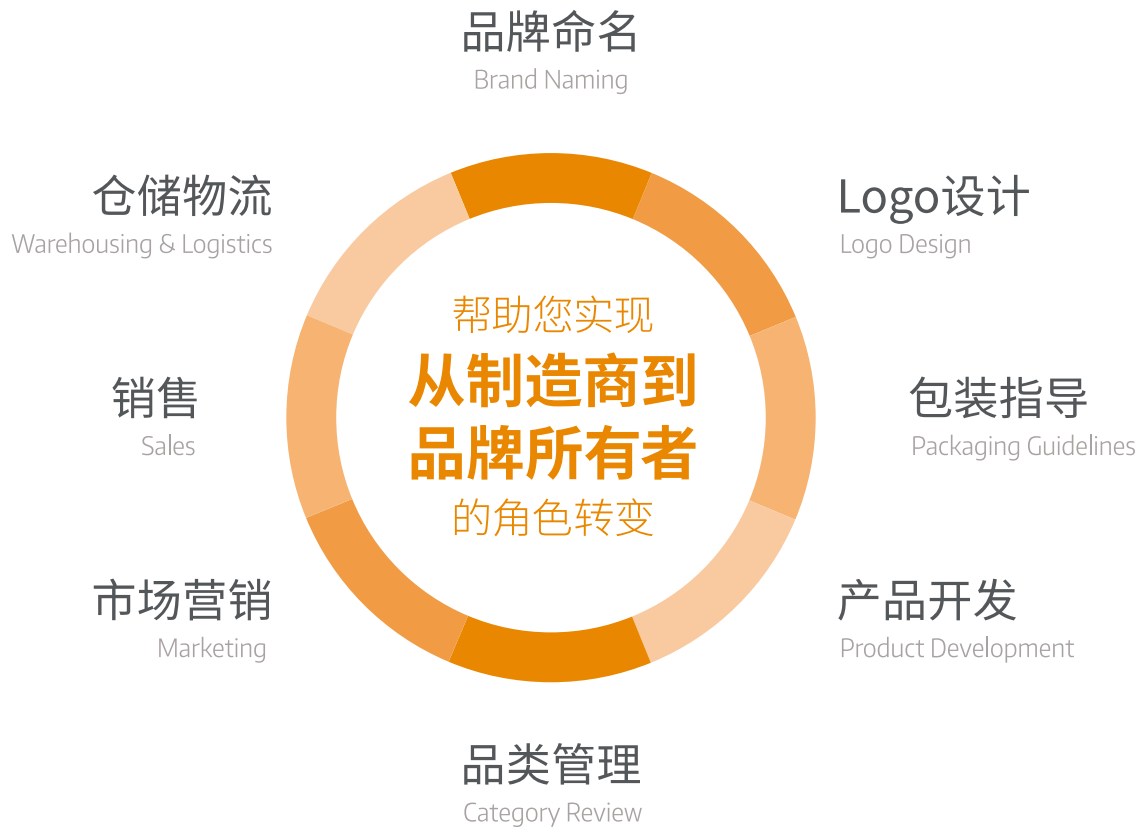 品牌命名
Brand Naming
仓储物流
Warehousing & Logistics
Logo设计
Logo Design
帮助您实现
从制造商到
品牌所有者
的角色转变
销售
Sales
包装指导
Packaging Guidelines
市场营销
Marketing
产品开发
Product Development
品类管理
Category Review